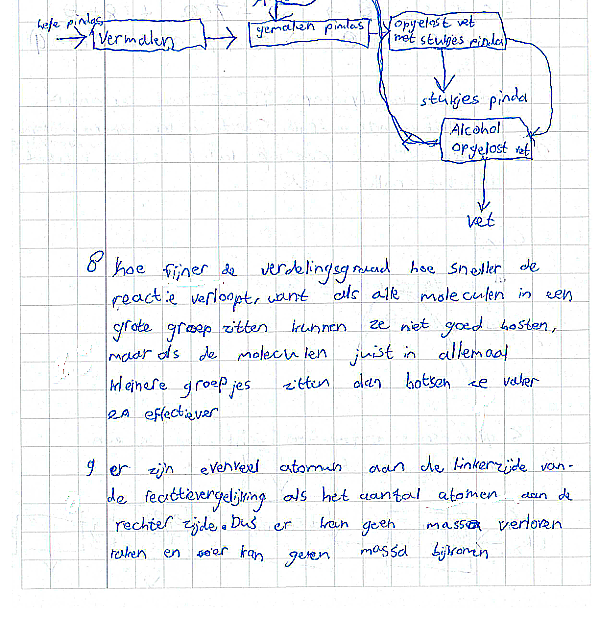 hele pindas
Vermalen
gemalen pindas
opgelost vet
met stukjes pinda
stukjes pinda
Alcohol
opgelost vet
vet
8 hoe fijner de verdelingsgraad hoe sneller de
reactie verloopt, want als alle moleculen in een
grote groep zitten kunnen ze niet goed bosten,
maar als de moleculen juist in allemaal
kleinere groepjes zitten dan botsen ze vaker
en effectiever
9 er zijn evenveel atomen aan de linkerzijde van
de reactievergelijking als het aantal atomen aan de
rechter zijde. Dus er kan geen massa verloren
raken en er kan geen massa bijkomen